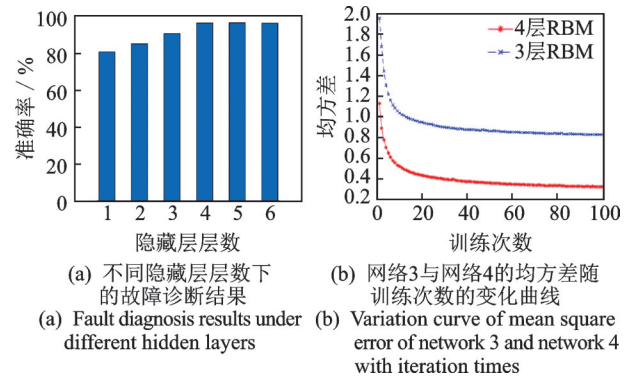 100
80
60
40
20
0
准确率 / %
1 2 3 4 5 6
隐藏层层数
(a) 不同隐藏层层数下
的故障诊断结果
(a) Fault diagnosis results under
different hidden layers
2.0
1.8
1.6
1.4
1.2
1.0
0.8
0.6
0.4
0.2
均方差
4层RBM
3层RBM
0 20 40 60 80 100
训练次数
(b) 网络3与网络4的均方差随
训练次数的变化曲线
(b) Variation curve of mean square
error of network 3 and network 4
with iteration times